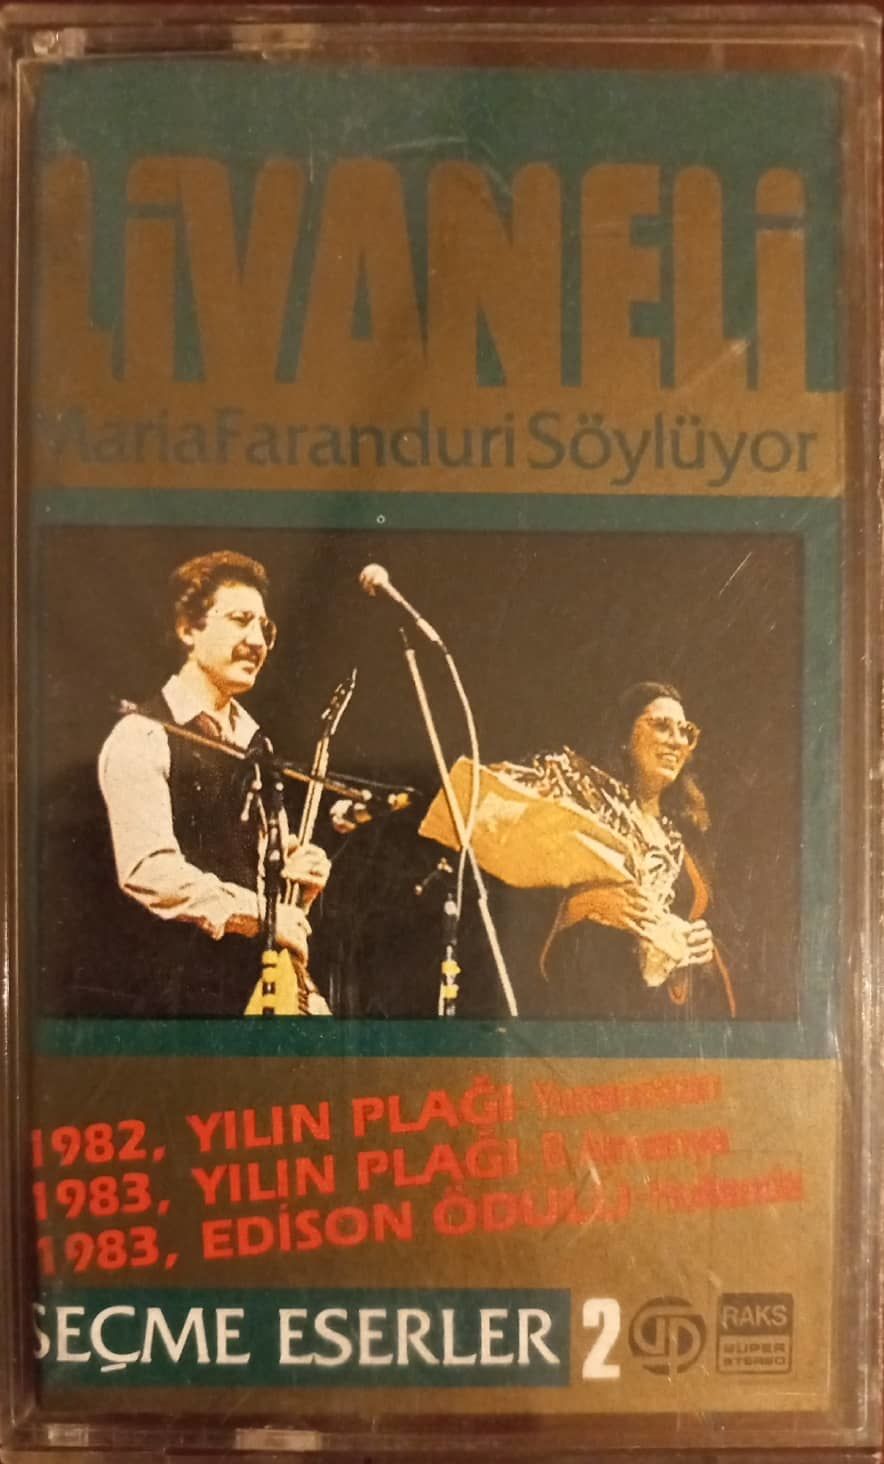 LİVANELİ
Maria Faranduri Söylüyor
1982, YILIN PLAĞI Yunanistan
1983, YILIN PLAĞI B. Almanya
1983, EDİSON ÖDÜLÜ Hollanda
SEÇME ESERLER 2
RAKS
SUPER
STEREO